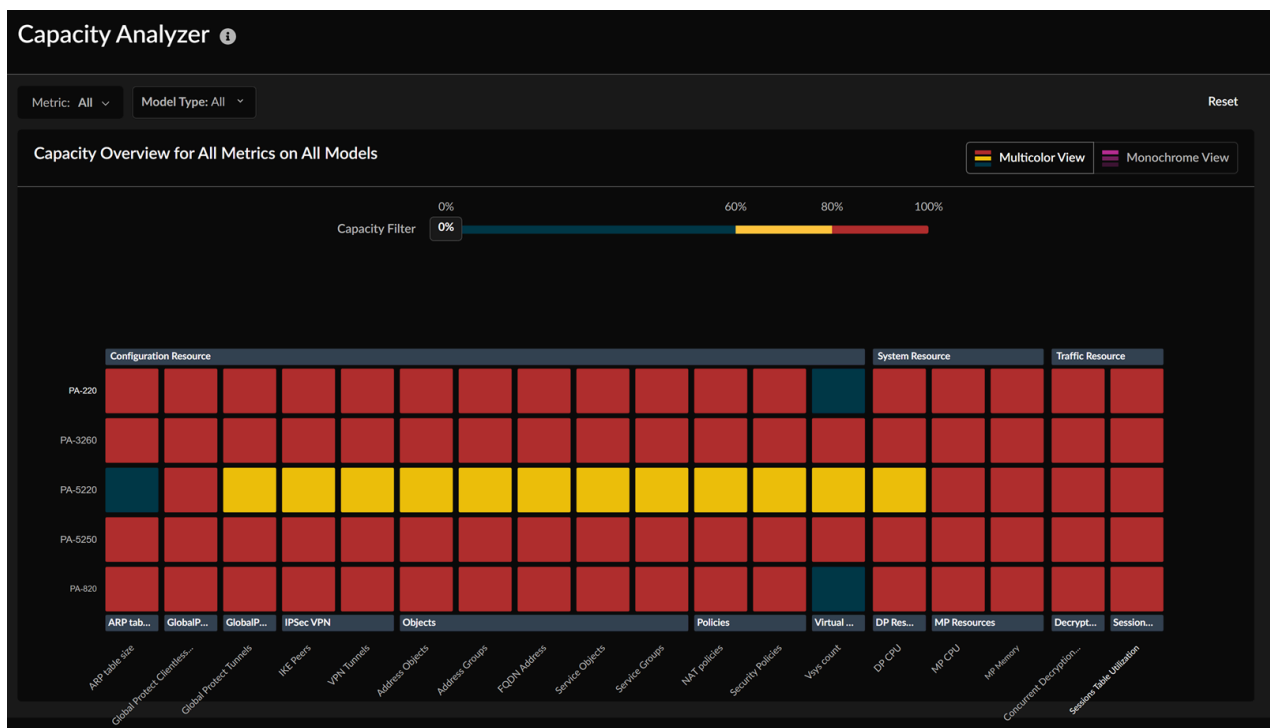 Capacity Analyzer
Metric: All
Model Type: All
Reset
Capacity Overview for All Metrics on All Models
Multicolor View
Monochrome View
0% 60% 80% 100%
Capacity Filter 0%
Configuration Resource System Resource Traffic Resource
PA-220
PA-3260
PA-5220
PA-5250
PA-820
ARP tab... GlobalP... GlobalP... IPSec VPN Objects Policies Virtual ... DP Res... MP Resources Decrypt... Session...
ARP table size
Global Protect Clientless...
Global Protect Tunnels
IKE Peers
VPN Tunnels
Address Objects
Address Groups
FQDN Address
Service Objects
Service Groups
NAT policies
Security Policies
Vsys count
DP CPU
MP CPU
MP Memory
Concurrent Decryption...
Sessions Table Utilization